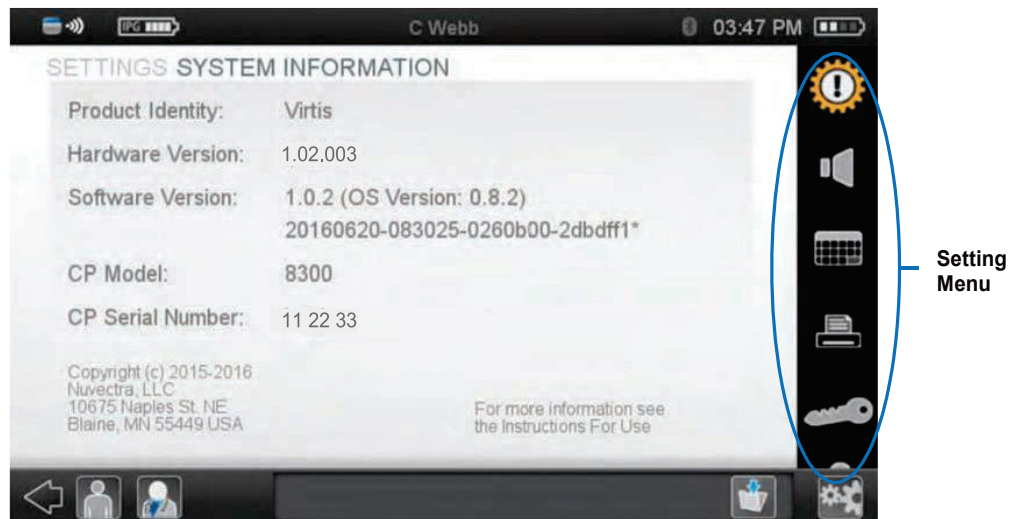 IPG
C Webb
03:47 PM
SETTINGS SYSTEM INFORMATION
Product Identity: Virtis
Hardware Version: 1.02.003
Software Version: 1.0.2 (OS Version: 0.8.2)
20160620-083025-0260b00-2dbdff1*
CP Model: 8300
CP Serial Number: 11 22 33
Copyright (c) 2015-2016
Nuvectra, LLC
10675 Naples St. NE
Blaine, MN 55449 USA
For more information see
the Instructions For Use
Setting
Menu